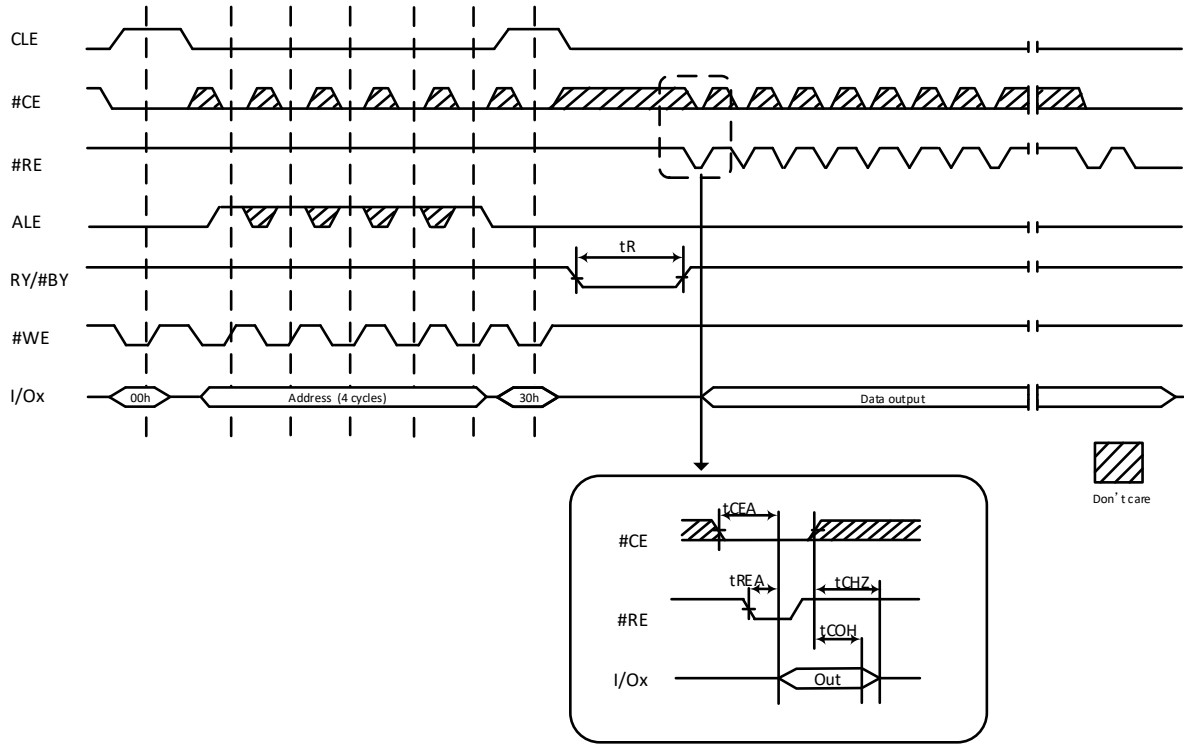 CLE
#CE
#RE
ALE
tR
RY/#BY
#WE
I/Ox
00h
Address (4 cycles)
30h
Data output
Don't care
tCEA
#CE
tREA
tCHZ
#RE
tCOH
I/Ox
Out